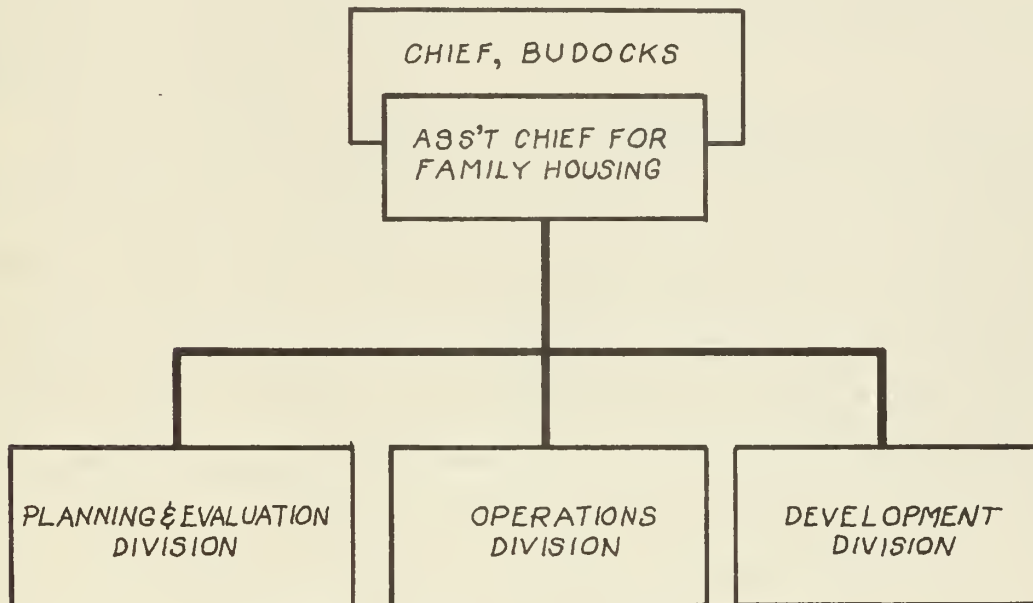 CHIEF, BUDOCKS
ASS'T CHIEF FOR
FAMILY HOUSING
PLANNING & EVALUATION
DIVISION
OPERATIONS
DIVISION
DEVELOPMENT
DIVISION